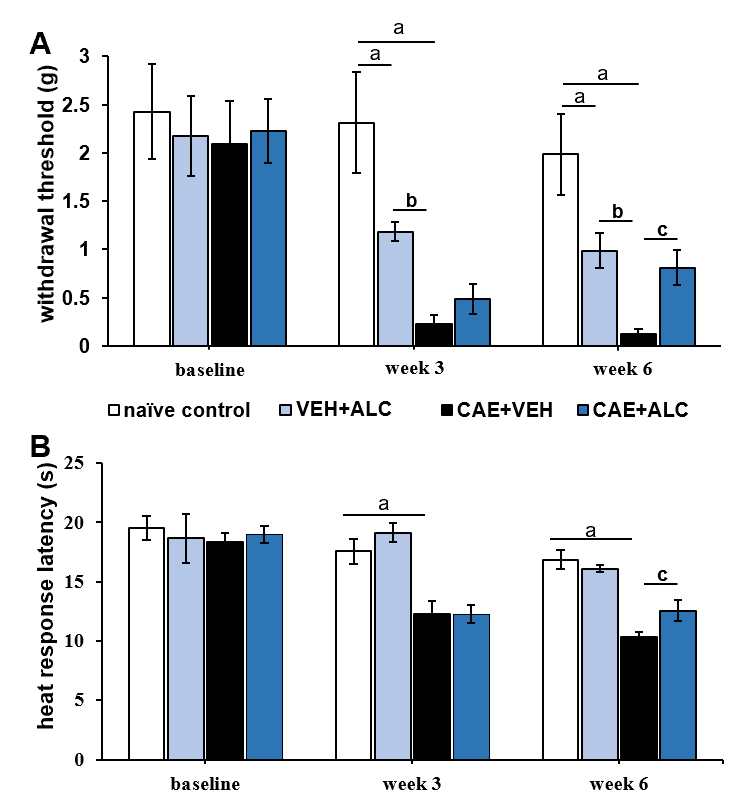 A
withdrawal threshold (g)
3
2.5
2
1.5
1
0.5
0
a
a
b
a
a
b
c
baseline
week 3
week 6
naïve control
VEH+ALC
CAE+VEH
CAE+ALC
B
heat response latency (s)
25
20
15
10
5
0
a
a
c
baseline
week 3
week 6